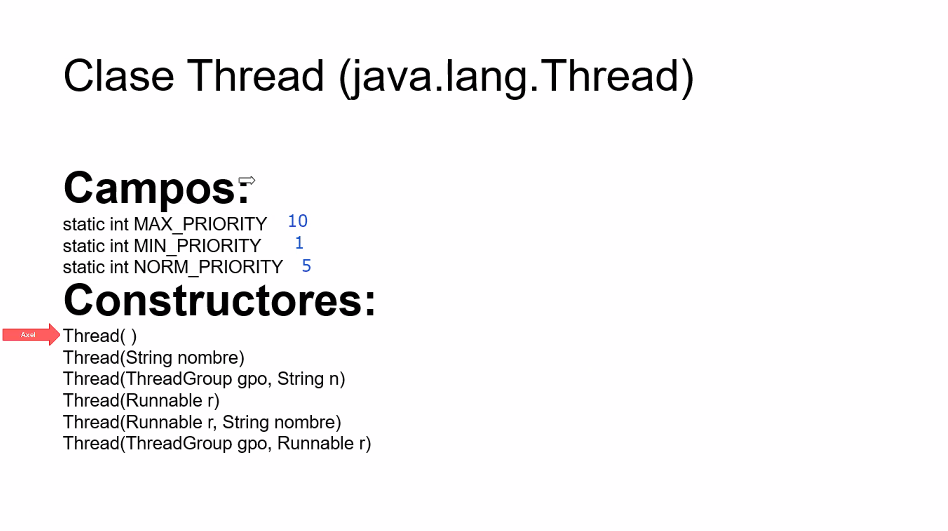 Clase Thread (java.lang.Thread)
Campos:
static int MAX_PRIORITY 10
static int MIN_PRIORITY 1
static int NORM_PRIORITY 5
Constructores:
Axel
Thread( )
Thread(String nombre)
Thread(ThreadGroup gpo, String n)
Thread(Runnable r)
Thread(Runnable r, String nombre)
Thread(ThreadGroup gpo, Runnable r)